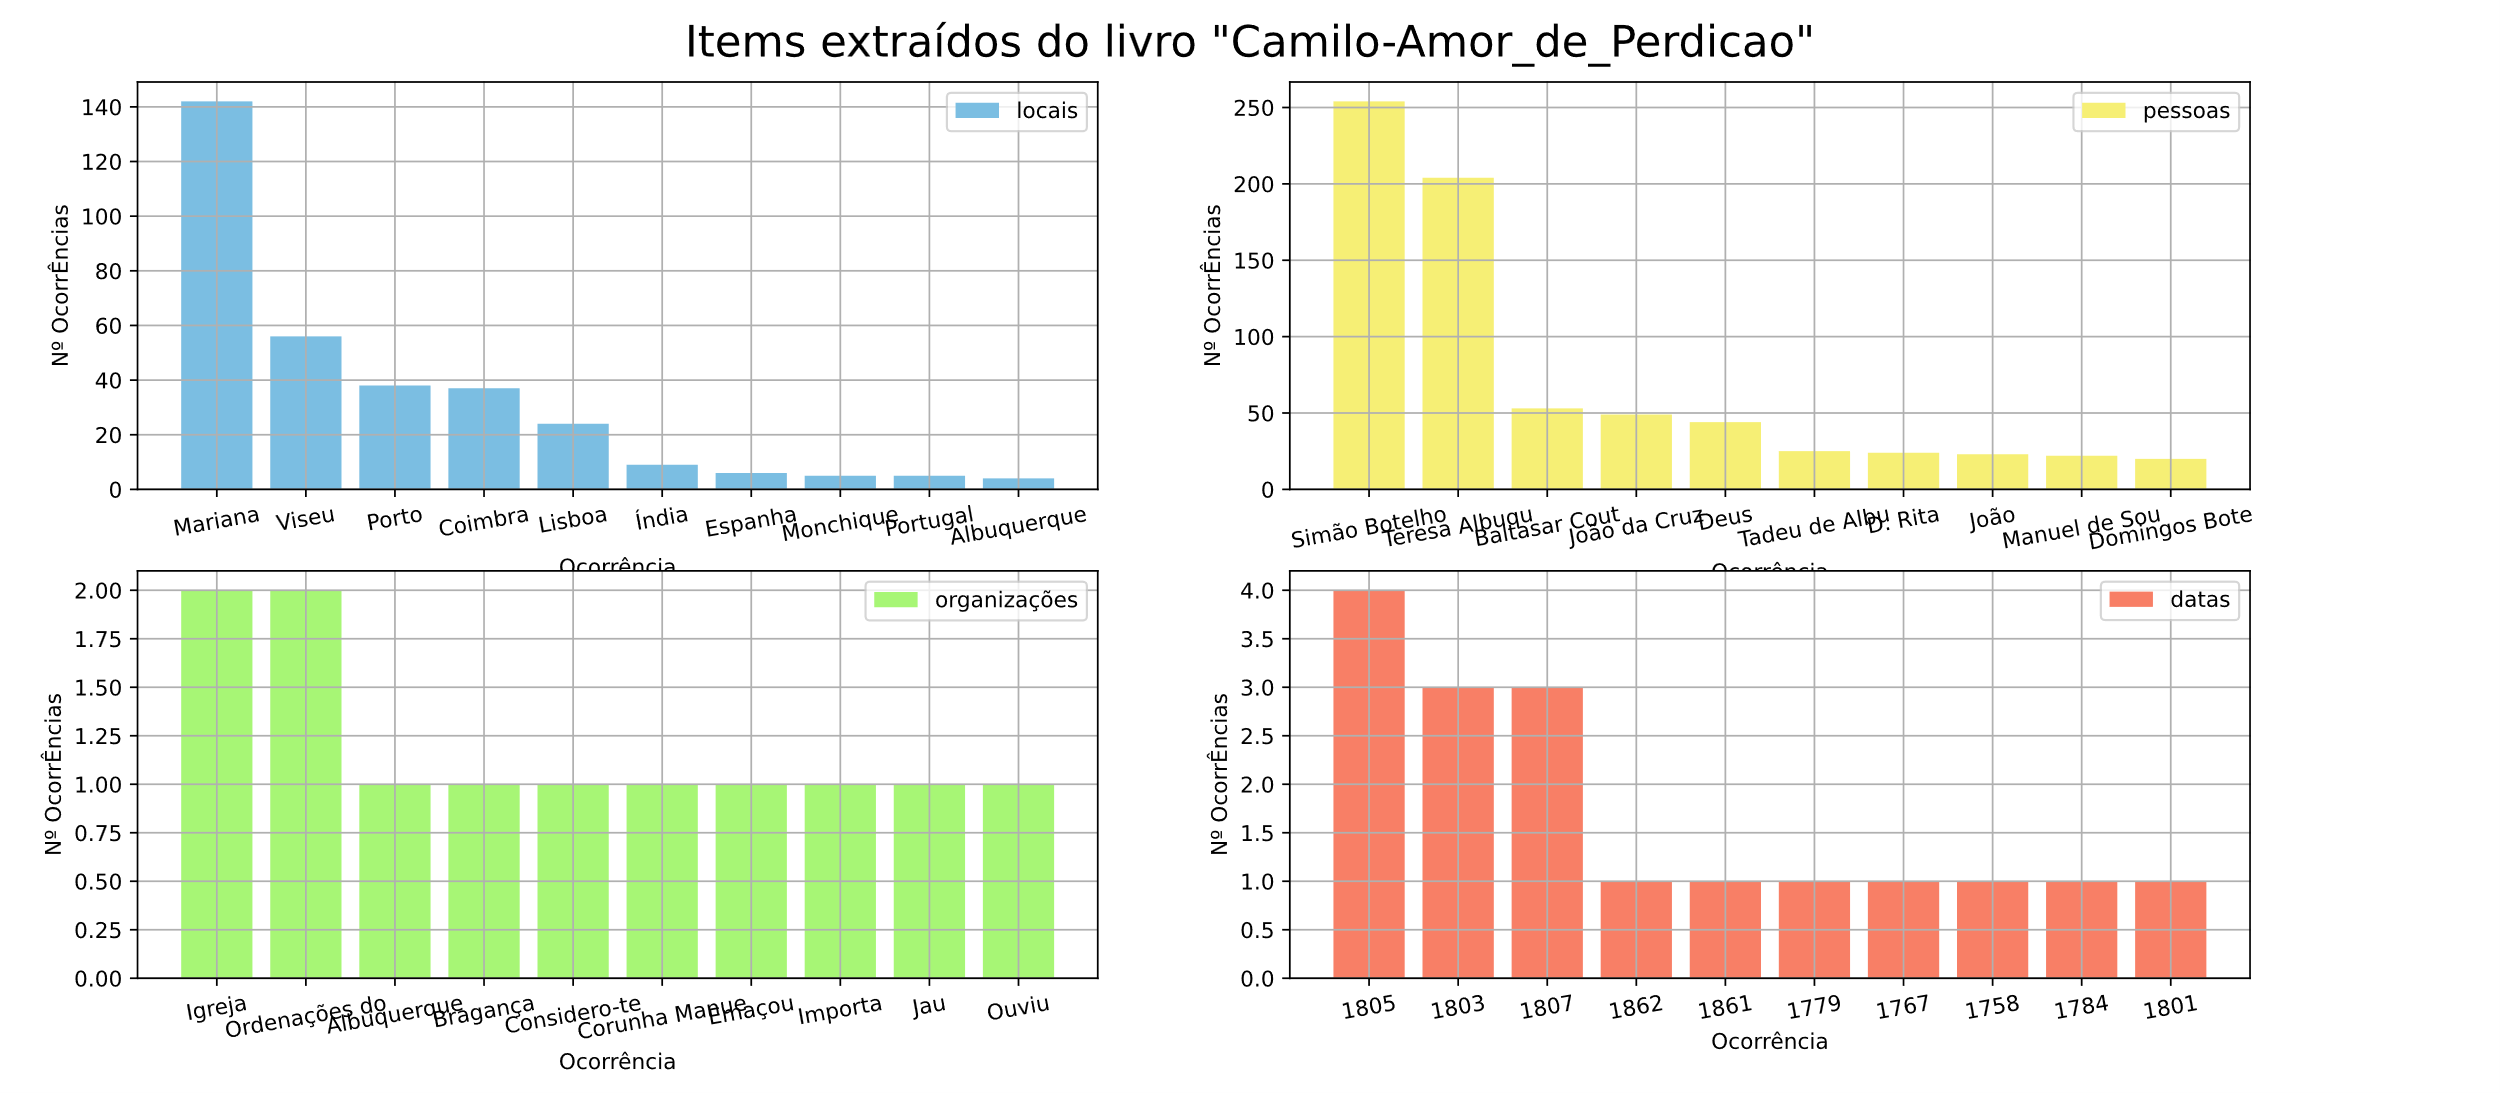 Items extraídos do livro "Camilo-Amor_de_Perdicao"
locais
140
120
100
80
60
40
20
0
Nº OcorrÊncias
Mariana Viseu Porto Coimbra Lisboa Índia Espanha Monchique Portugal Albuquerque
Ocorrência
pessoas
250
200
150
100
50
0
Nº OcorrÊncias
Simão Botelho Teresa Albuqu Baltasar Cout João da Cruz Deus Tadeu de Albu D. Rita João Manuel de Sou Domingos Bote
Ocorrência
organizações
2.00
1.75
1.50
1.25
1.00
0.75
0.50
0.25
0.00
Nº OcorrÊncias
Igreja Ordenações do Albuquerque Bragança Considero-te Corunha Manue Emaçou Importa Jau Ouviu
Ocorrência
datas
4.0
3.5
3.0
2.5
2.0
1.5
1.0
0.5
0.0
Nº OcorrÊncias
1805 1803 1807 1862 1861 1779 1767 1758 1784 1801
Ocorrência